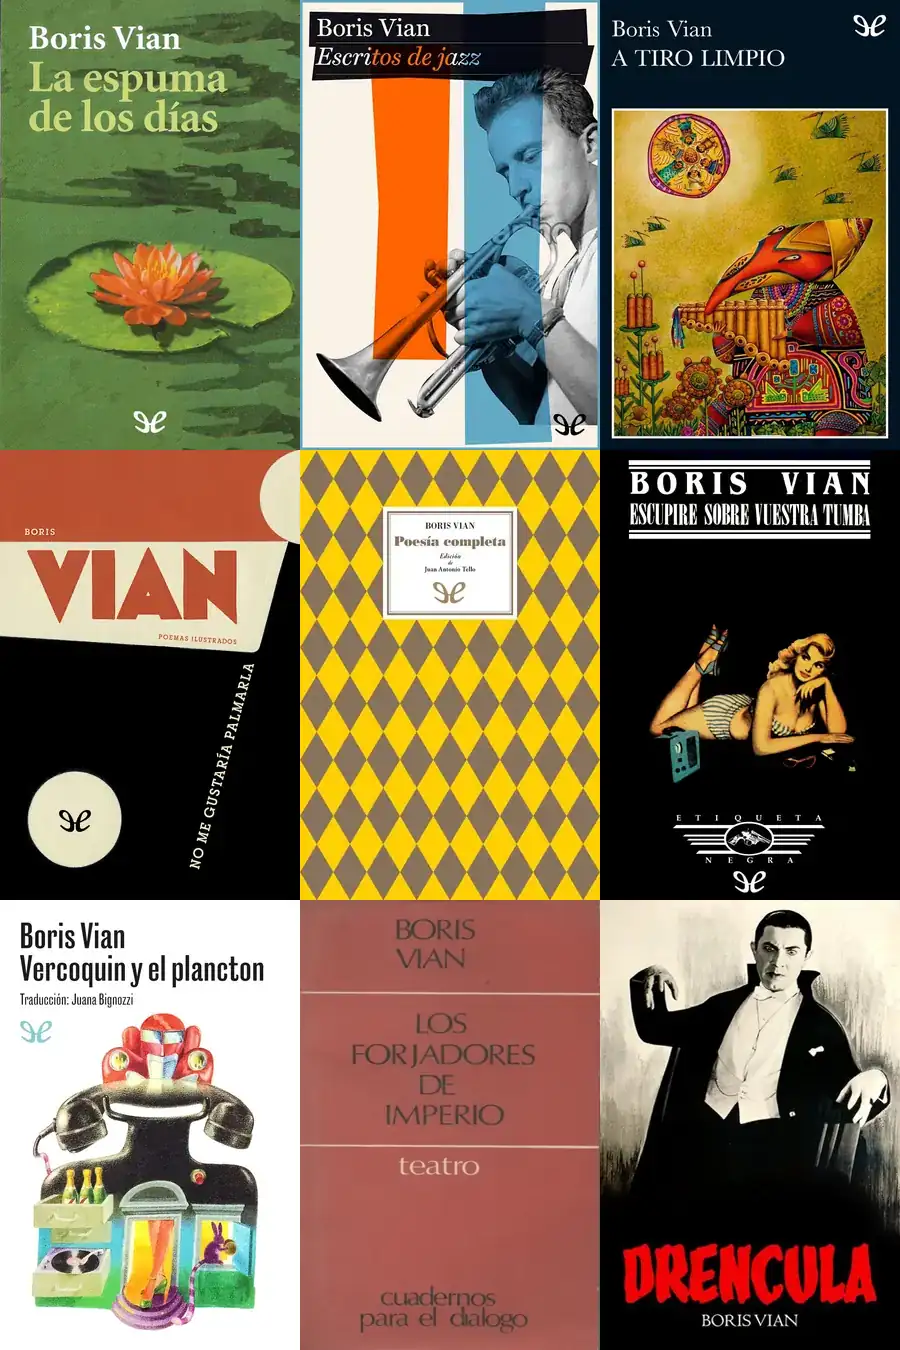 Boris Vian
La espuma
de los días
Boris Vian
Escritos de jazz
Boris Vian
A TIRO LIMPIO
BORIS
VIAN
POEMAS ILUSTRADOS
NO ME GUSTARÍA PALMARLA
BORIS VIAN
Poesía completa
Edición
de
Juan Antonio Tello
BORIS VIAN
ESCUPIRE SOBRE VUESTRA TUMBA
ETIQUETA
NEGRA
Boris Vian
Vercoquin y el plancton
Traducción: Juana Bignozzi
BORIS
VIAN
LOS
FORJADORES
DE
IMPERIO
teatro
cuadernos
para el dialogo
DRENCULA
BORIS VIAN